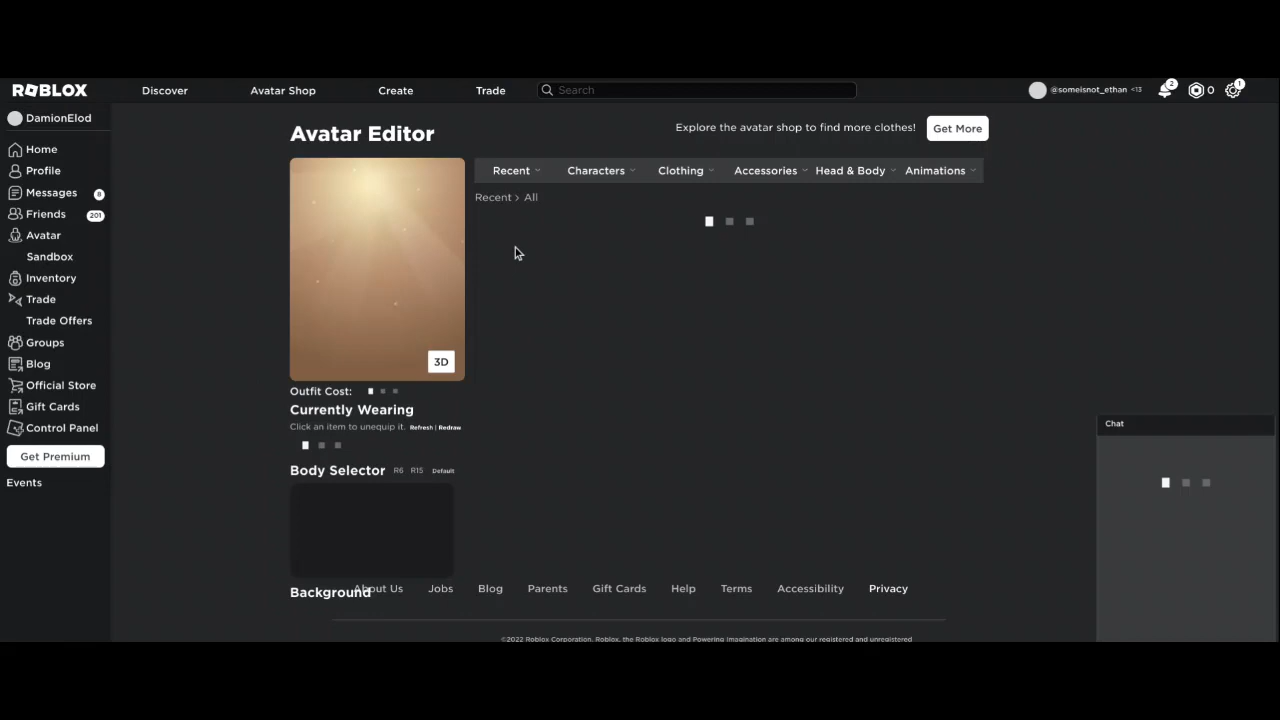 ROBLOX Discover Avatar Shop Create Trade Search @someisnot_ethan <13 2 0 1
DamionElod
Home
Profile
Messages 8
Friends 201
Avatar
Sandbox
Inventory
Trade
Trade Offers
Groups
Blog
Official Store
Gift Cards
Control Panel
Get Premium
Events
Avatar Editor
Explore the avatar shop to find more clothes! Get More
Recent Characters Clothing Accessories Head & Body Animations
Recent > All
3D
Outfit Cost:
Currently Wearing
Click an item to unequip it. Refresh | Redraw
Body Selector R6 R15 Default
Background
About Us Jobs Blog Parents Gift Cards Help Terms Accessibility Privacy
©2022 Roblox Corporation. Roblox, the Roblox logo and Powering Imagination are among our registered and unregistered
Chat